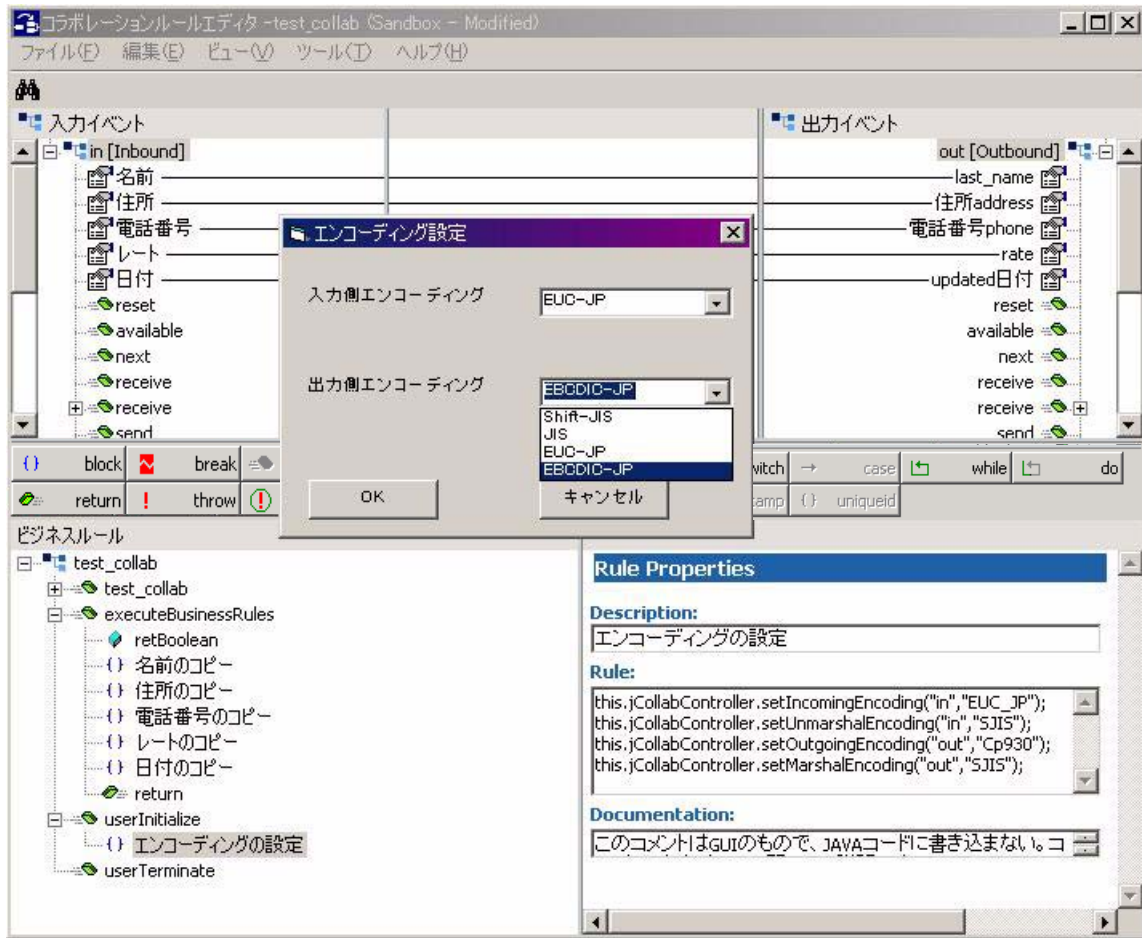 コラボレーションルールエディタ -test_collab (Sandbox - Modified)
ファイル(F) 編集(E) ビュー(V) ツール(T) ヘルプ(H)
入力イベント
出力イベント
in [Inbound]
out [Outbound]
名前
last_name
住所
住所address
電話番号
電話番号phone
レート
rate
日付
updated日付
reset
reset
available
available
next
next
receive
receive
receive
receive
send
send
エンコーディング設定
入力側エンコーディング
EUC-JP
出力側エンコーディング
EBCDIC-JP
Shift-JIS
JIS
EUC-JP
EBCDIC-JP
OK
キャンセル
block break case while do
return throw uniqueid
ビジネスルール
test_collab
test_collab
executeBusinessRules
retBoolean
名前のコピー
住所のコピー
電話番号のコピー
レートのコピー
日付のコピー
return
userInitialize
エンコーディングの設定
userTerminate
Rule Properties
Description:
エンコーディングの設定
Rule:
this.jCollabController.setIncomingEncoding("in","EUC_JP");
this.jCollabController.setUnmarshalEncoding("in","SJIS");
this.jCollabController.setOutgoingEncoding("out","Cp930");
this.jCollabController.setMarshalEncoding("out","SJIS");
Documentation:
このコメントはGUIのもので、JAVAコードに書き込まない。コ